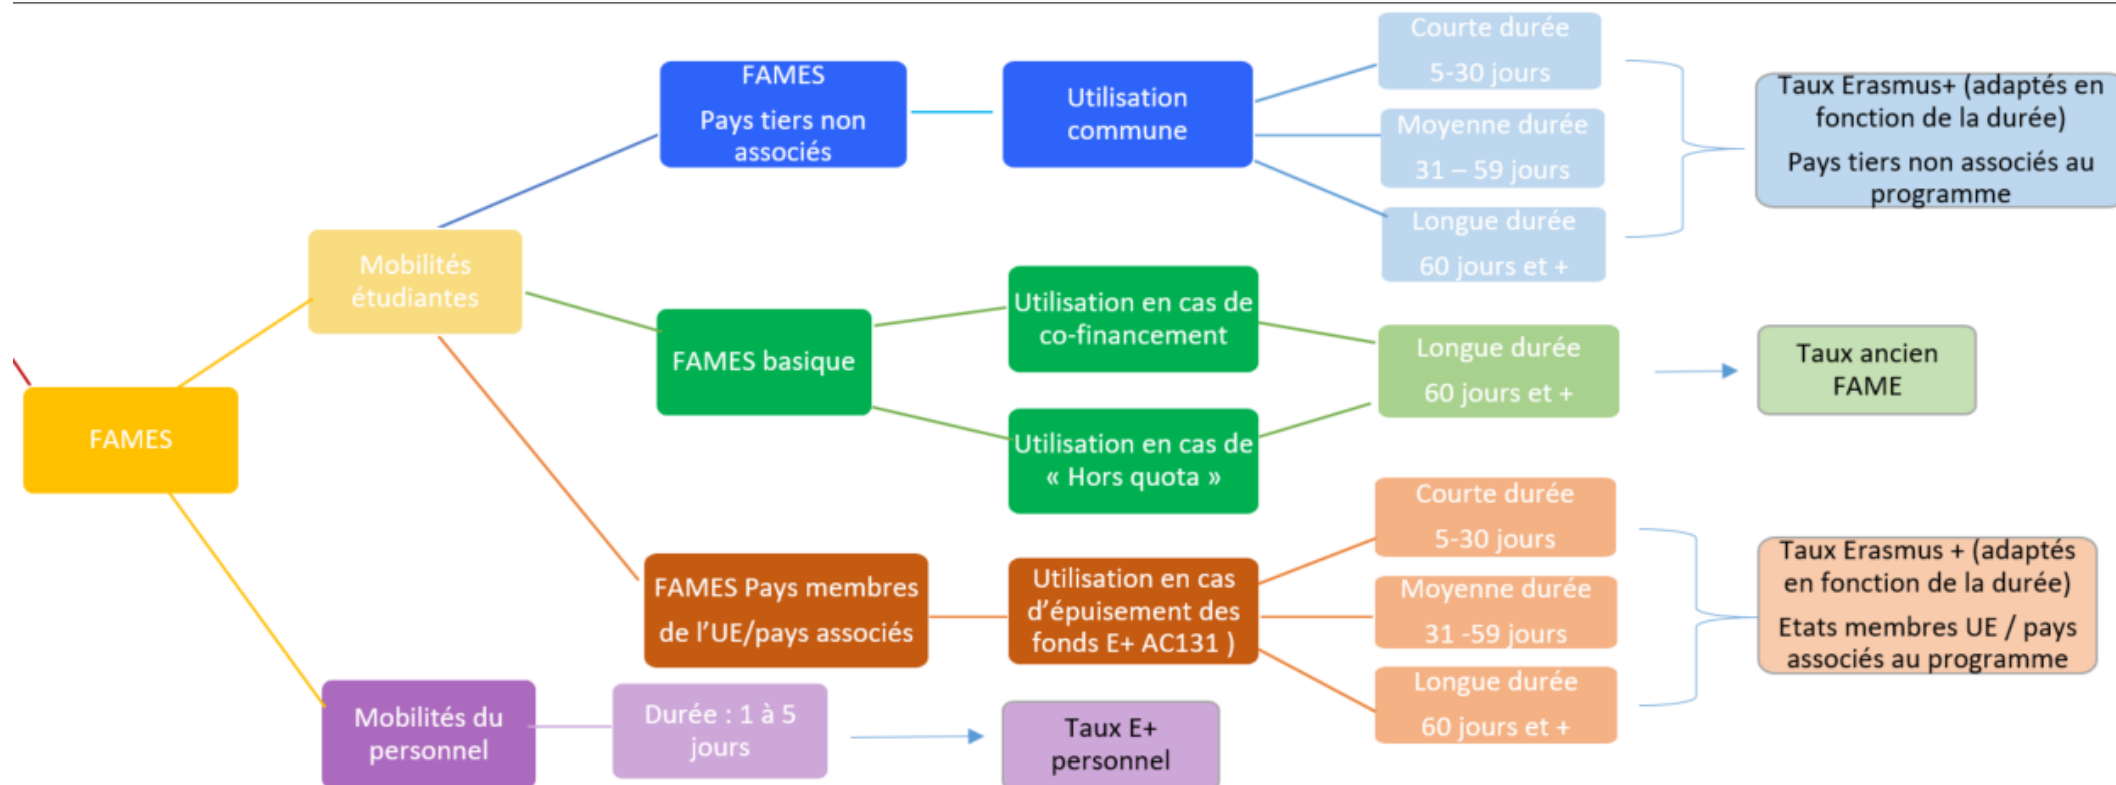 FAMES
Mobilités
étudiantes
FAMES
Pays tiers non
associés
Utilisation
commune
Courte durée
5-30 jours
Moyenne durée
31 – 59 jours
Longue durée
60 jours et +
Taux Erasmus+ (adaptés en
fonction de la durée)
Pays tiers non associés au
programme
FAMES basique
Utilisation en cas de
co-financement
Utilisation en cas de
« Hors quota »
Longue durée
60 jours et +
Taux ancien
FAME
FAMES Pays membres
de l’UE/pays associés
Utilisation en cas
d’épuisement des
fonds E+ AC131 )
Courte durée
5-30 jours
Moyenne durée
31 -59 jours
Longue durée
60 jours et +
Taux Erasmus + (adaptés
en fonction de la durée)
Etats membres UE / pays
associés au programme
Mobilités du
personnel
Durée : 1 à 5
jours
Taux E+
personnel